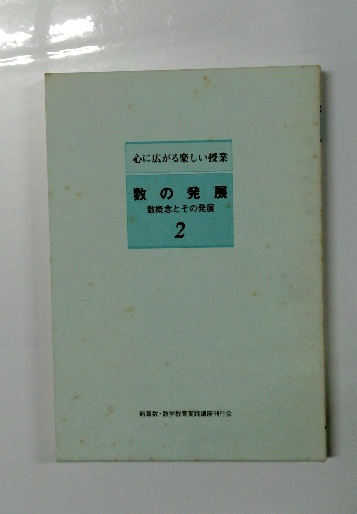 心に広がる楽しい授業
数の発展
数概念とその発展
2
新算数・数学教育実践講座刊行会